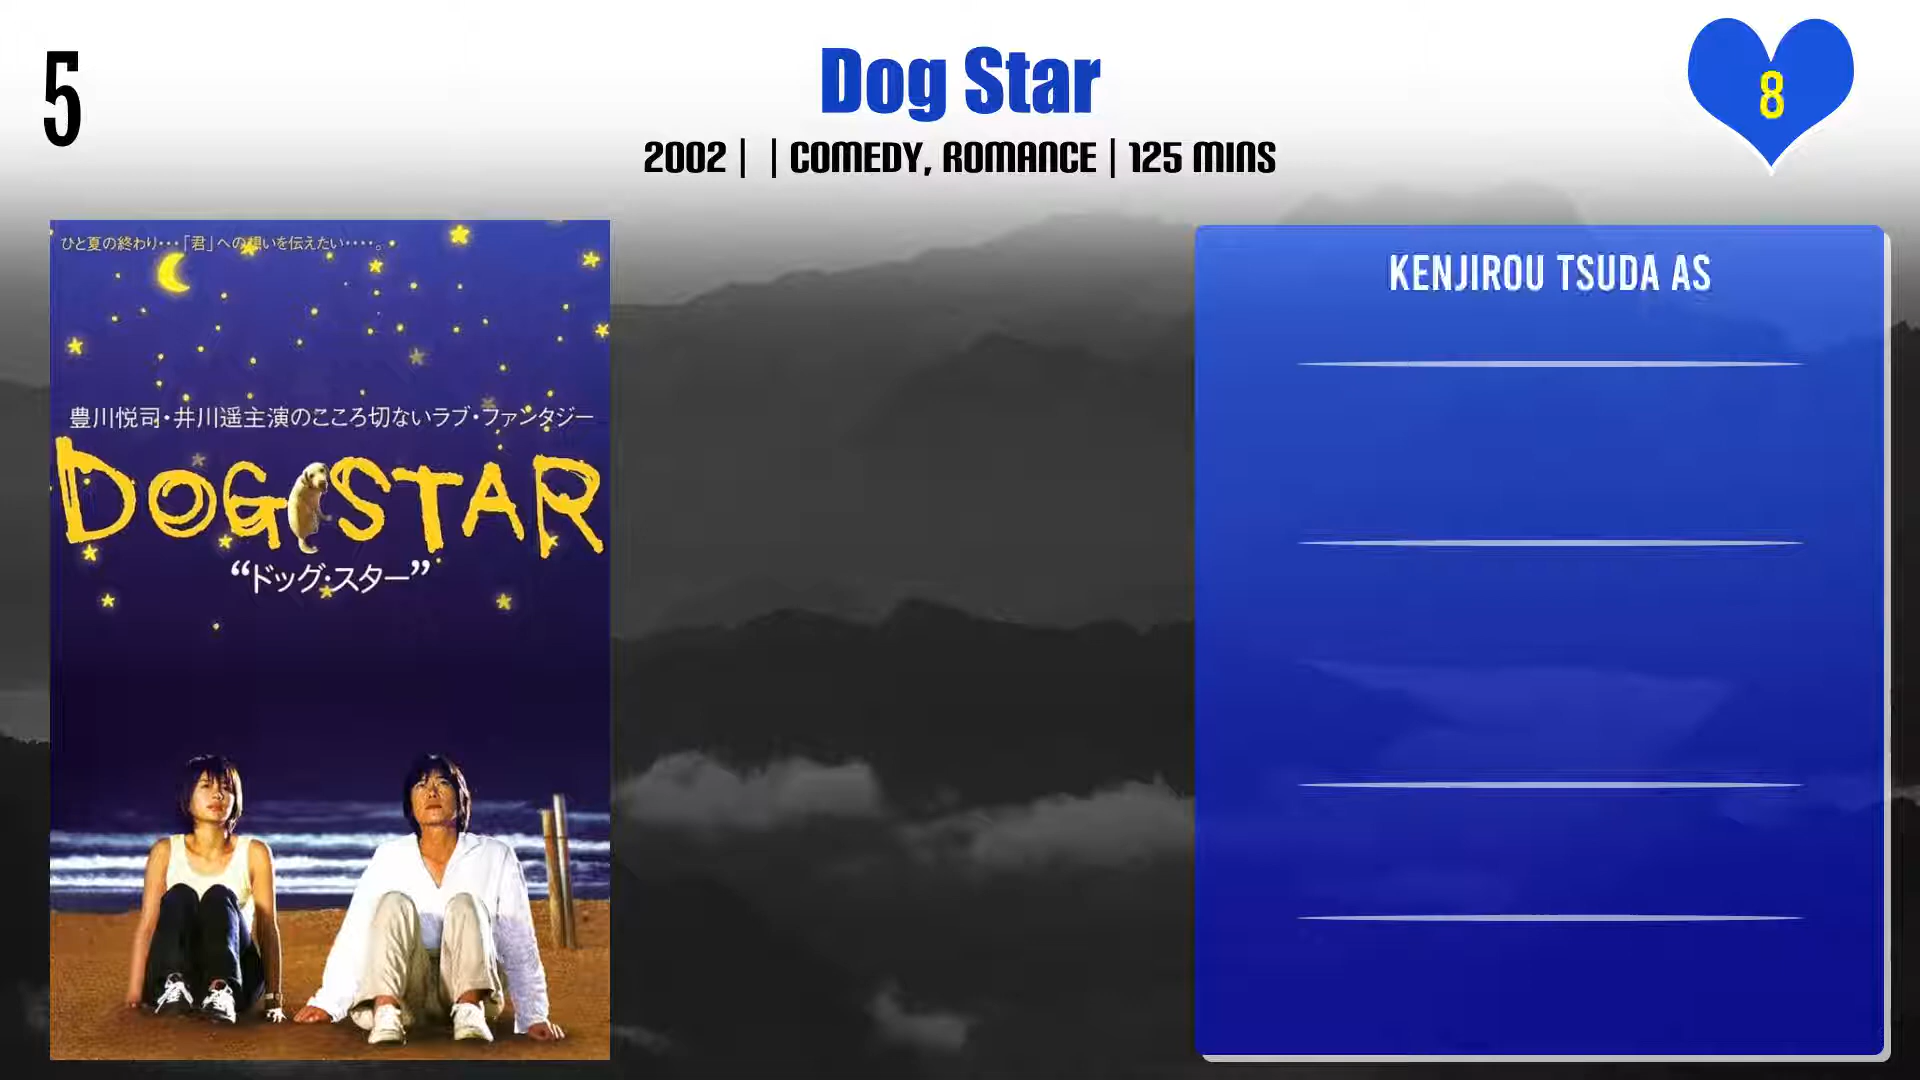 5
Dog Star
8
2002 | | COMEDY, ROMANCE | 125 MINS
ひと夏の終わり・・・「君」への想いを伝えたい・・・・。
豊川悦司・井川遥主演のこころ切ないラブ・ファンタジー
DOG STAR
“ドッグ・スター”
KENJIROU TSUDA AS